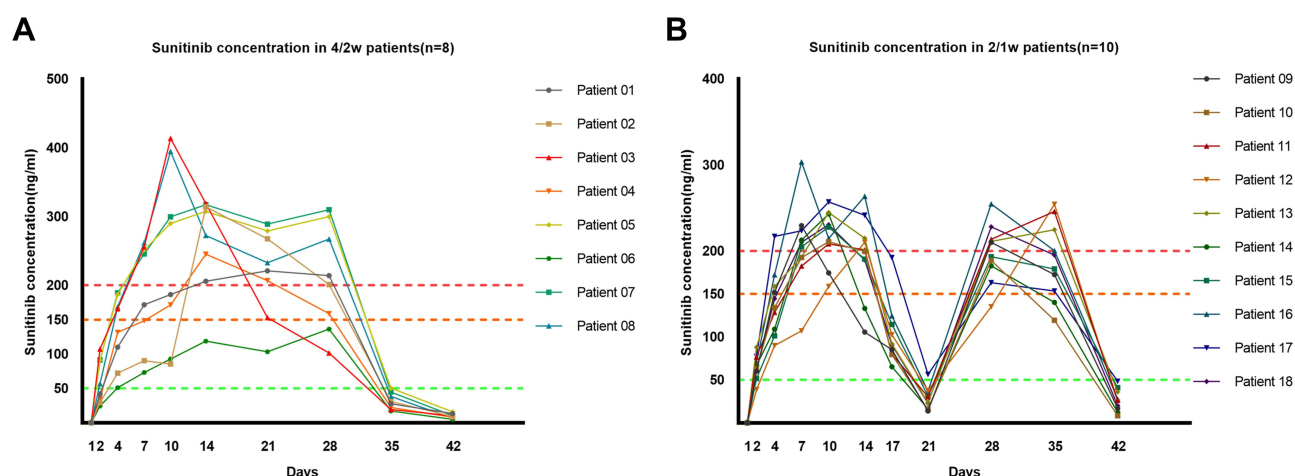 A
Sunitinib concentration in 4/2w patients(n=8)
Sunitinib concentration(ng/ml)
500
400
300
200
150
100
50
12 4 7 10 14 21 28 35 42
Days
Patient 01
Patient 02
Patient 03
Patient 04
Patient 05
Patient 06
Patient 07
Patient 08
B
Sunitinib concentration in 2/1w patients(n=10)
Sunitinib concentration(ng/ml)
400
300
200
150
100
50
12 4 7 10 14 17 21 28 35 42
Days
Patient 09
Patient 10
Patient 11
Patient 12
Patient 13
Patient 14
Patient 15
Patient 16
Patient 17
Patient 18